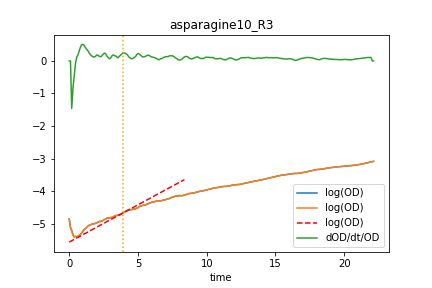 asparagine10_R3
0
−1
−2
−3
−4
−5
0 5 10 15 20
time
log(OD)
log(OD)
log(OD)
dOD/dt/OD